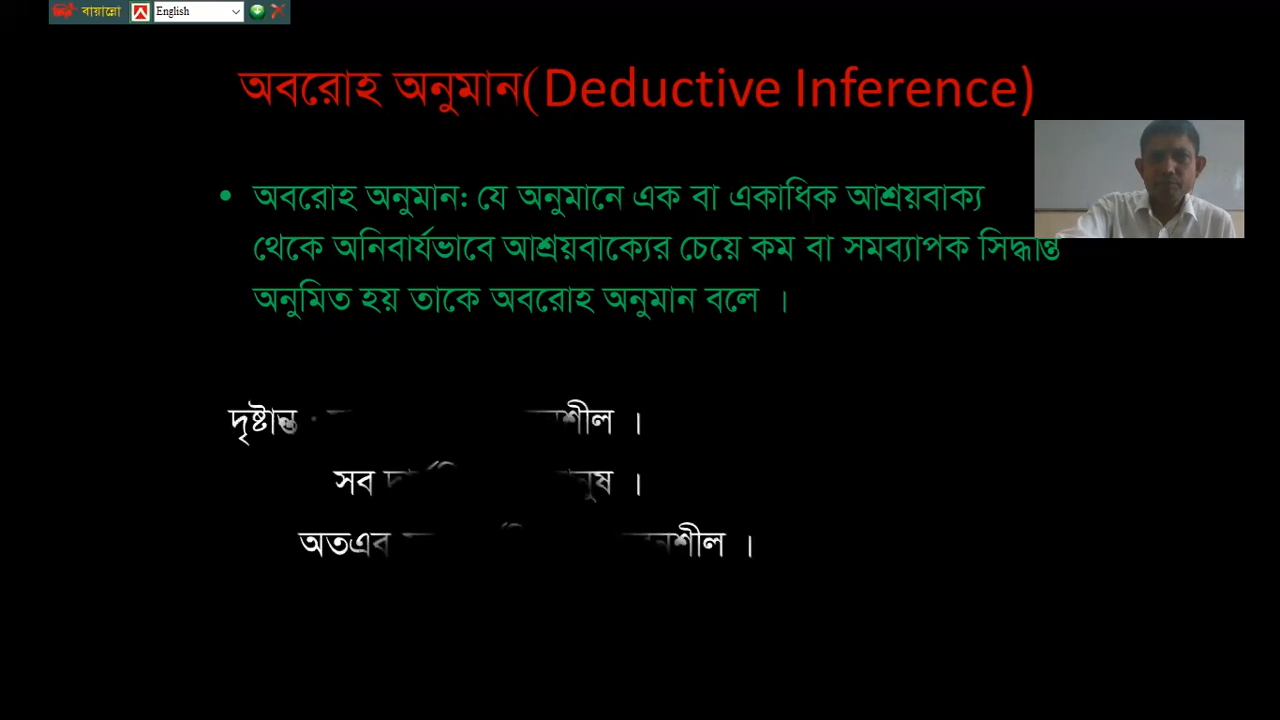 বায়ান্নো English
অবরোহ অনুমান(Deductive Inference)
• অবরোহ অনুমান: যে অনুমানে এক বা একাধিক আশ্রয়বাক্য
থেকে অনিবার্যভাবে আশ্রয়বাক্যের চেয়ে কম বা সমব্যাপক সিদ্ধান্ত
অনুমিত হয় তাকে অবরোহ অনুমান বলে ।
দৃষ্টান্ত :
সব
অতএব